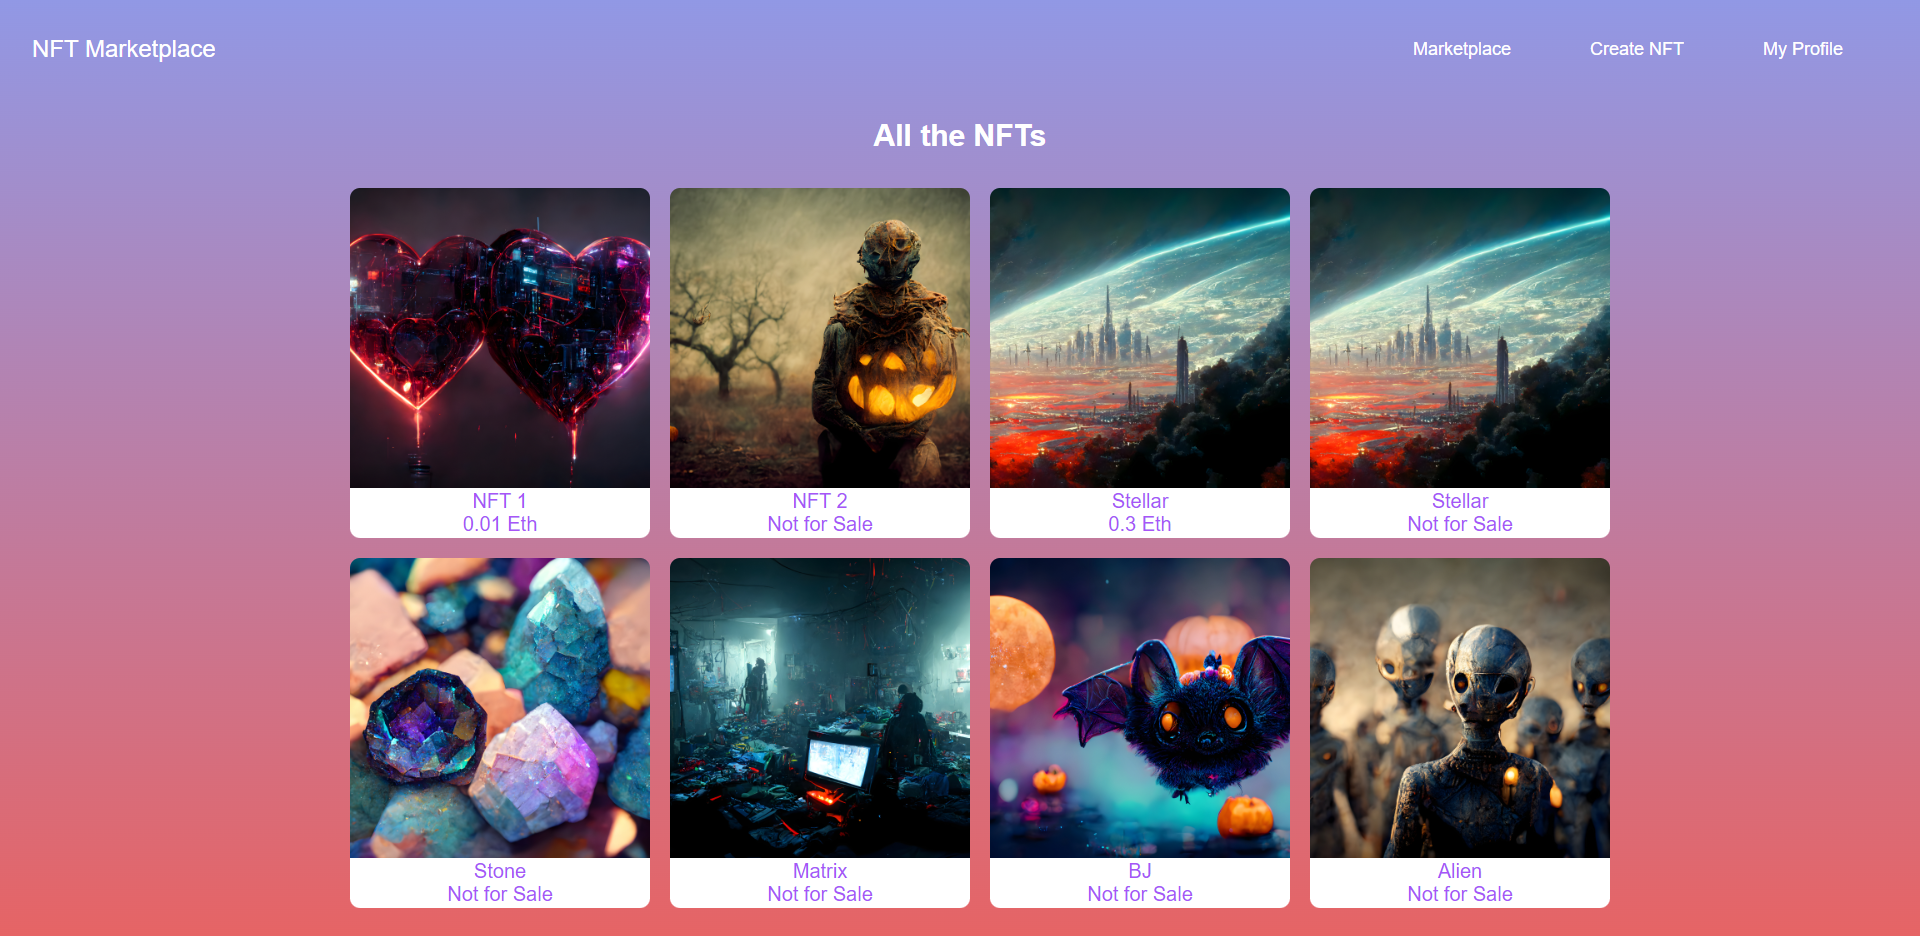 NFT Marketplace
Marketplace
Create NFT
My Profile
All the NFTs
NFT 1
0.01 Eth
NFT 2
Not for Sale
Stellar
0.3 Eth
Stellar
Not for Sale
Stone
Not for Sale
Matrix
Not for Sale
BJ
Not for Sale
Alien
Not for Sale